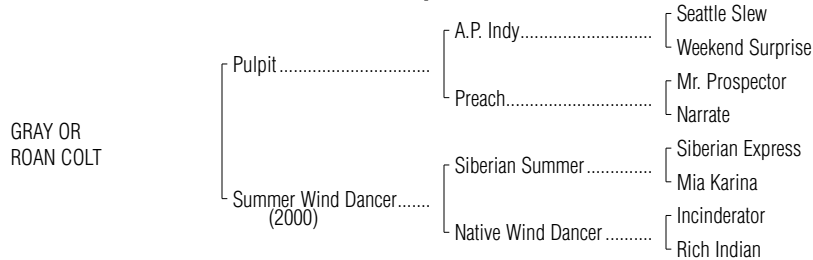 Seattle Slew
A.P. Indy............................
Weekend Surprise
Pulpit ................................
Mr. Prospector
Preach.............................
Narrate
GRAY OR
ROAN COLT
Siberian Express
Siberian Summer ..............
Mia Karina
Summer Wind Dancer.......
(2000)
Incinderator
Native Wind Dancer ..........
Rich Indian